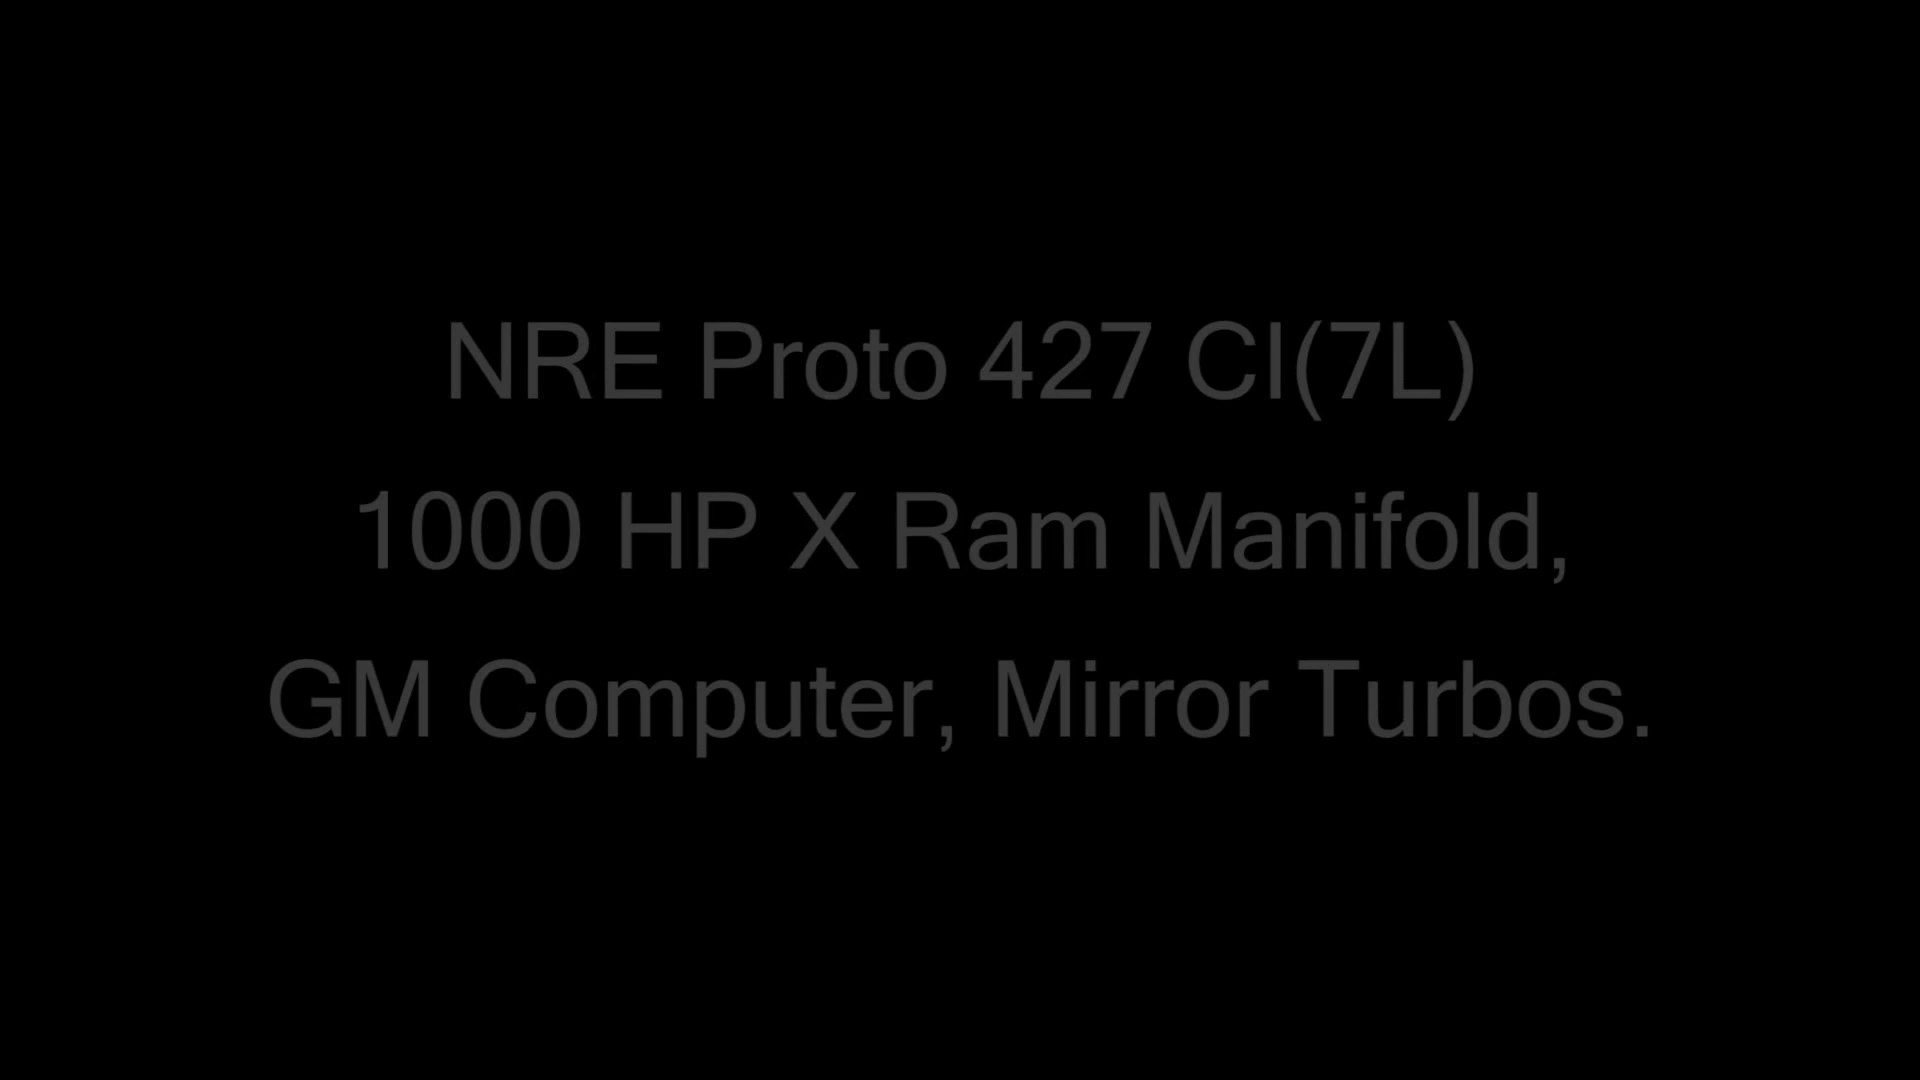 NRE Proto 427 CI(7L)
1000 HP X Ram Manifold,
GM Computer, Mirror Turbos.